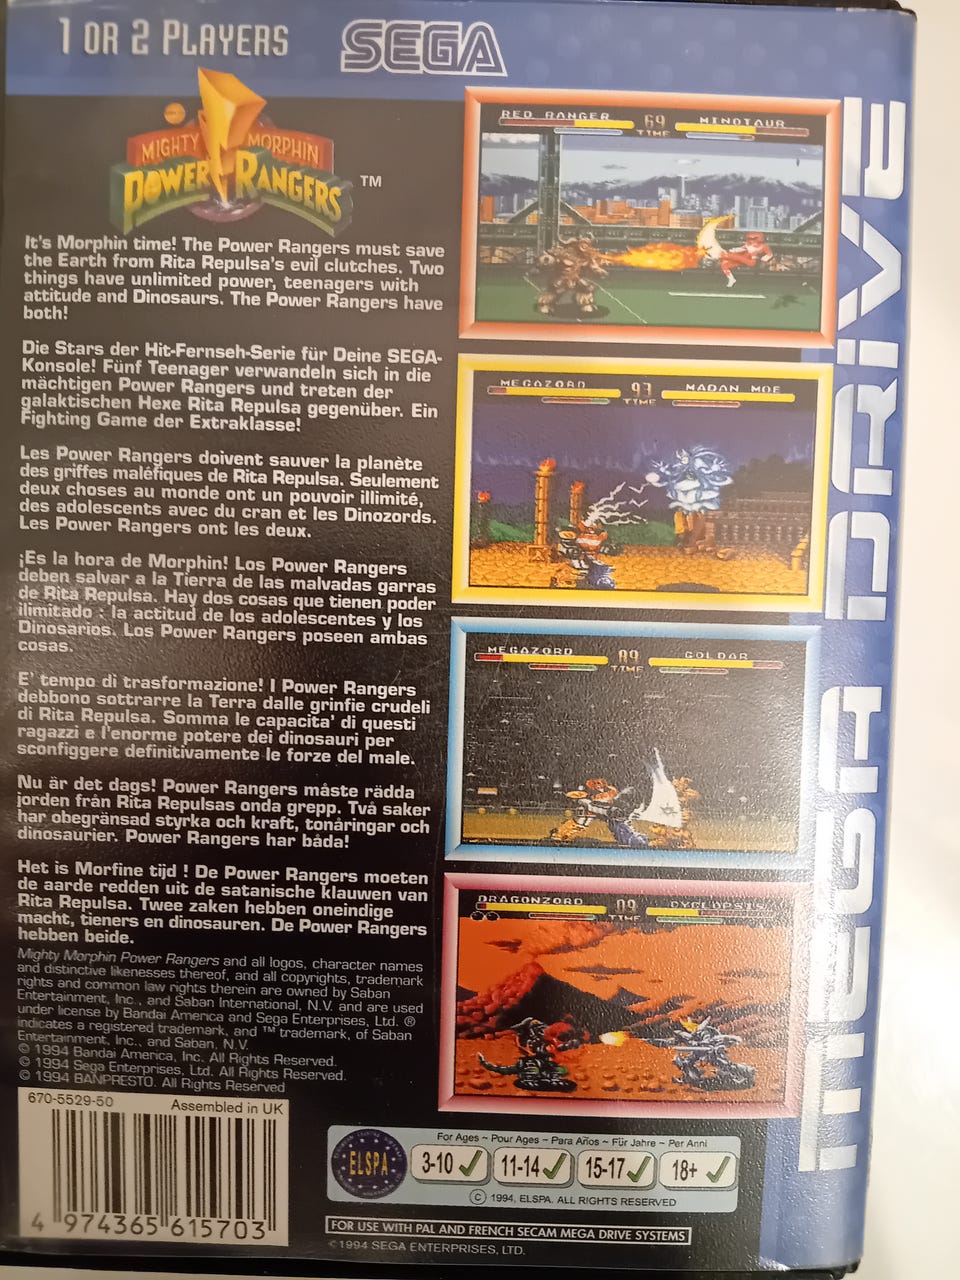 1 OR 2 PLAYERS
SEGA
MIGHTY MORPHIN
POWER RANGERS
TM
It's Morphin time! The Power Rangers must save
the Earth from Rita Repulsa's evil clutches. Two
things have unlimited power, teenagers with
attitude and Dinosaurs. The Power Rangers have
both!
Die Stars der Hit-Fernseh-Serie für Deine SEGA-
Konsole! Fünf Teenager verwandeln sich in die
mächtigen Power Rangers und treten der
galaktischen Hexe Rita Repulsa gegenüber. Ein
Fighting Game der Extraklasse!
Les Power Rangers doivent sauver la planète
des griffes maléfiques de Rita Repulsa. Seulement
deux choses au monde ont un pouvoir illimité,
des adolescents avec du cran et les Dinozords.
Les Power Rangers ont les deux.
¡Es la hora de Morphin! Los Power Rangers
deben salvar a la Tierra de las malvadas garras
de Rita Repulsa. Hay dos cosas que tienen poder
ilimitado : la actitud de los adolescentes y los
Dinosarios. Los Power Rangers poseen ambas
cosas.
E' tempo di trasformazione! I Power Rangers
debbono sottrarre la Terra dalle grinfie crudeli
di Rita Repulsa. Somma le capacita' di questi
ragazzi e l'enorme potere dei dinosauri per
sconfiggere definitivamente le forze del male.
Nu är det dags! Power Rangers måste rädda
jorden från Rita Repulsas onda grepp. Två saker
har obegränsad styrka och kraft, tonåringar och
dinosaurier. Power Rangers har båda!
Het is Morfine tijd ! De Power Rangers moeten
de aarde redden uit de satanische klauwen van
Rita Repulsa. Twee zaken hebben oneindige
macht, tieners en dinosauren. De Power Rangers
hebben beide.
Mighty Morphin Power Rangers and all logos, character names
and distinctive likenesses thereof, and all copyrights, trademark
rights and common law rights therein are owned by Saban
Entertainment, Inc., and Saban International, N.V. and are used
under license by Bandai America and Sega Enterprises, Ltd. ®
indicates a registered trademark, and ™ trademark, of Saban
Entertainment, Inc., and Saban, N.V.
© 1994 Bandai America, Inc. All Rights Reserved.
© 1994 Sega Enterprises, Ltd. All Rights Reserved.
© 1994 BANPRESTO. All Rights Reserved
670-5529-50 Assembled in UK
4 974365 615703
RED RANGER 69 MINOTAUR
TIME
MEGAZORD 93 MADAN MOE
TIME
MEGAZORD 89 GOLDAR
TIME
DRAGONZORD 09 CYCLOPSIS
TIME
MEGA DRIVE
ELSPA
For Ages ~ Pour Ages ~ Para Años ~ Für Jahre ~ Per Anni
3-10 ✓ 11-14 ✓ 15-17 ✓ 18+ ✓
© 1994, ELSPA. ALL RIGHTS RESERVED
FOR USE WITH PAL AND FRENCH SECAM MEGA DRIVE SYSTEMS
©1994 SEGA ENTERPRISES, LTD.